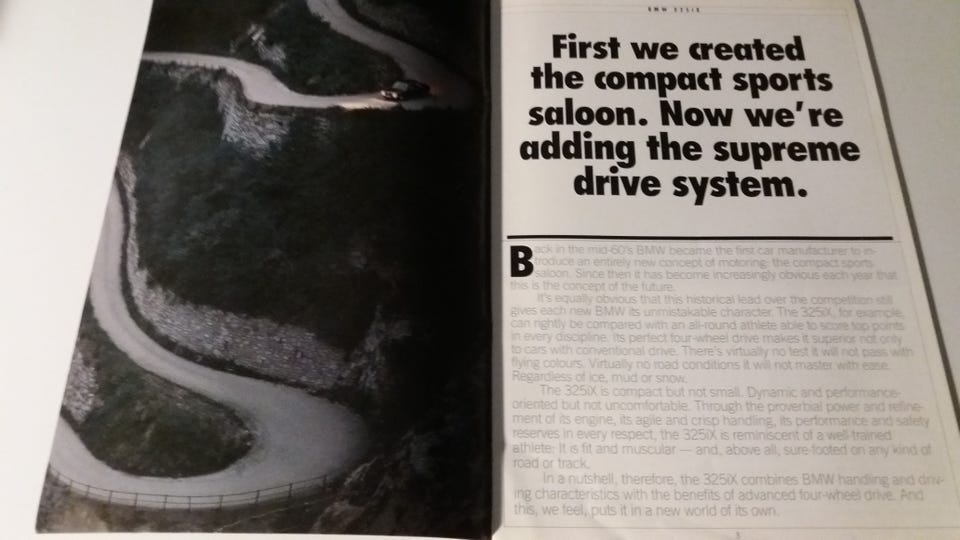 BMW 325iX
First we created
the compact sports
saloon. Now we're
adding the supreme
drive system.
Back in the mid-60's BMW became the first car manufacturer to in-
troduce an entirely new concept of motoring: the compact sports
saloon. Since then it has become increasingly obvious each year that
this is the concept of the future.
It's equally obvious that this historical lead over the competition still
gives each new BMW its unmistakable character. The 325iX, for example,
can rightly be compared with an all-round athlete able to score top points
in every discipline. Its perfect four-wheel drive makes it superior not only
to cars with conventional drive. There's virtually no test it will not pass with
flying colours. Virtually no road conditions it will not master with ease.
Regardless of ice, mud or snow.
The 325iX is compact but not small. Dynamic and performance-
oriented but not uncomfortable. Through the proverbial power and refine-
ment of its engine, its agile and crisp handling, its performance and safety
reserves in every respect, the 325iX is reminiscent of a well-trained
athlete: It is fit and muscular — and, above all, sure-footed on any kind of
road or track.
In a nutshell, therefore, the 325iX combines BMW handling and driv-
ing characteristics with the benefits of advanced four-wheel drive. And
this, we feel, puts it in a new world of its own.
3